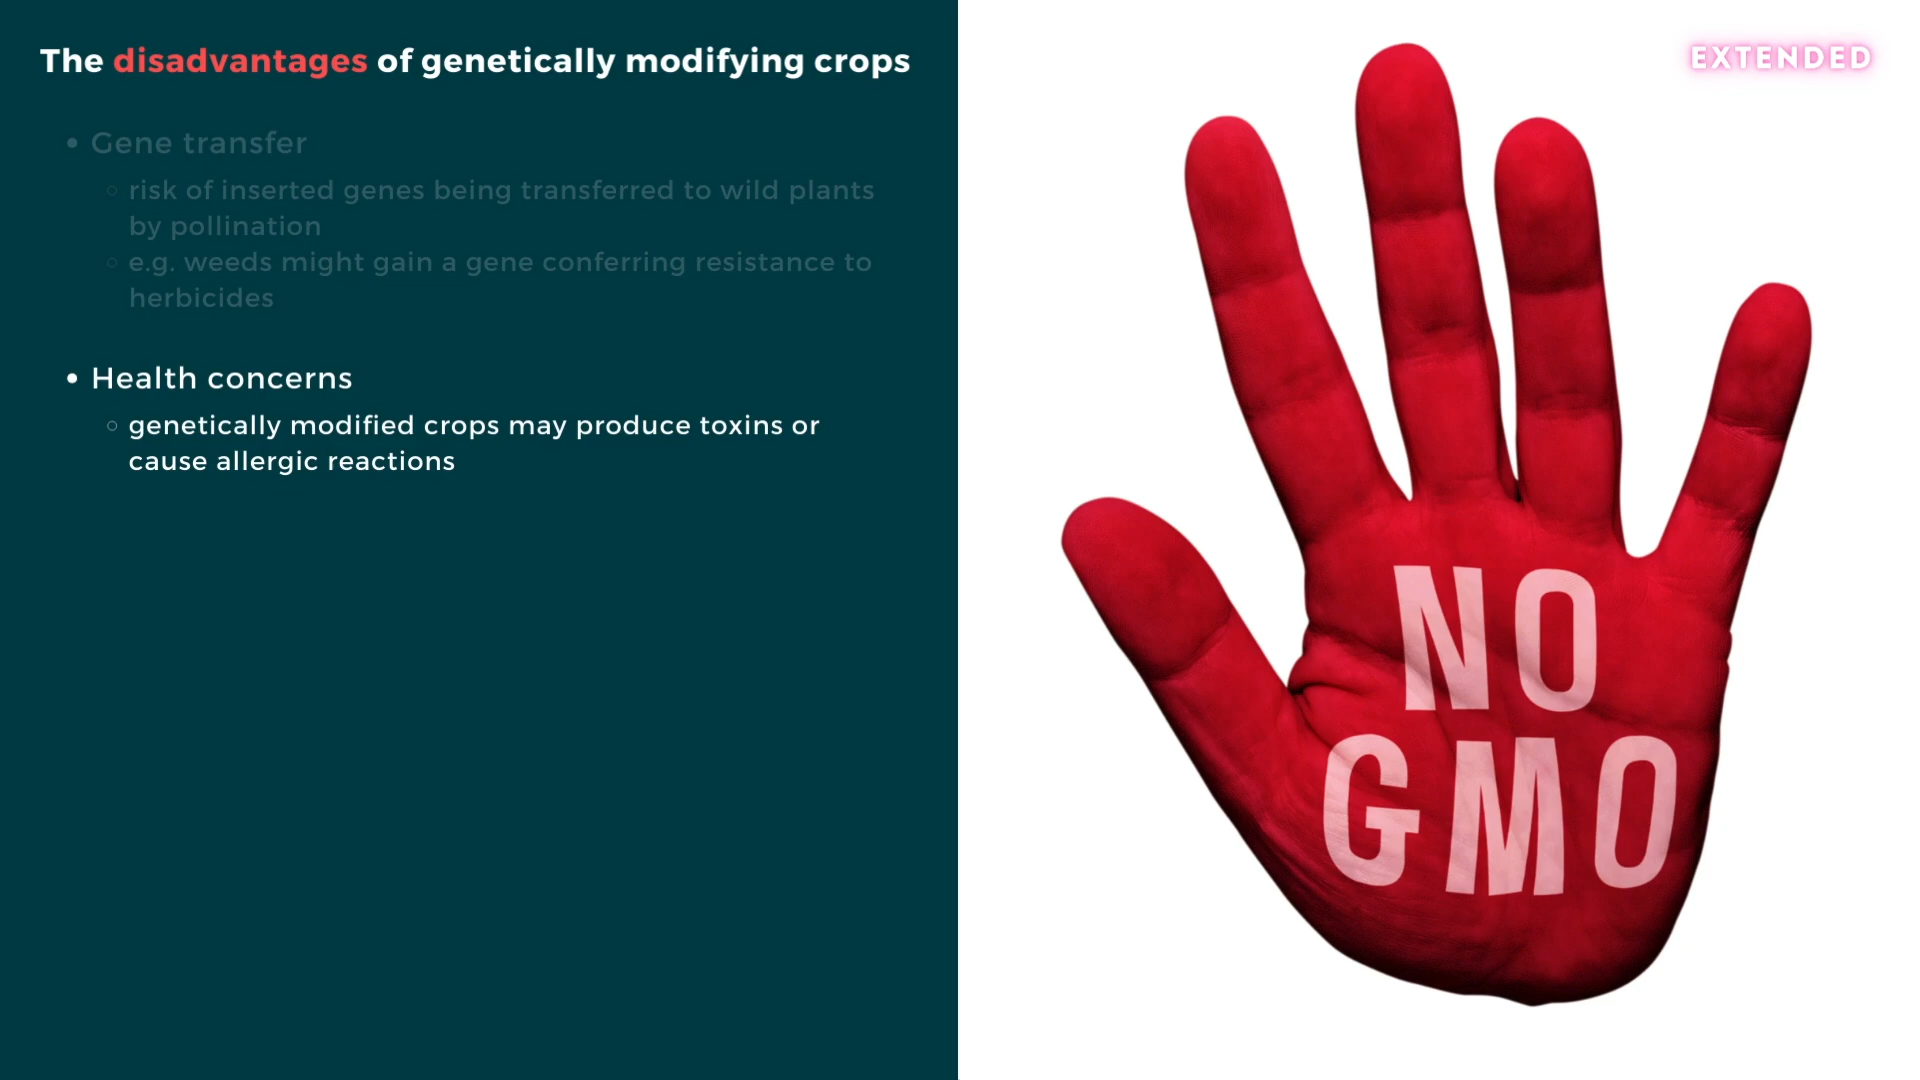 The disadvantages of genetically modifying crops
EXTENDED
• Gene transfer
○ risk of inserted genes being transferred to wild plants
by pollination
○ e.g. weeds might gain a gene conferring resistance to
herbicides
• Health concerns
○ genetically modified crops may produce toxins or
cause allergic reactions
NO
GMO